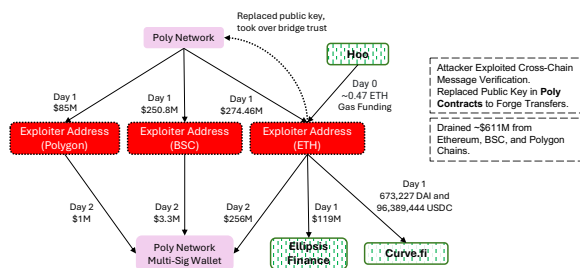 Replaced public key,
took over bridge trust
Poly Network
Hoo
Attacker Exploited Cross-Chain
Message Verification.
Replaced Public Key in Poly
Contracts to Forge Transfers.
Day 0
~0.47 ETH
Gas Funding
Day 1
$85M
Day 1
$250.8M
Day 1
$274.46M
Drained ~$611M from
Ethereum, BSC, and Polygon
Chains.
Exploiter Address
(Polygon)
Exploiter Address
(BSC)
Exploiter Address
(ETH)
Day 1
673,227 DAI and
96,389,444 USDC
Day 2
$1M
Day 2
$3.3M
Day 2
$256M
Day 1
$119M
Poly Network
Multi-Sig Wallet
Ellipsis
Finance
Curve.fi